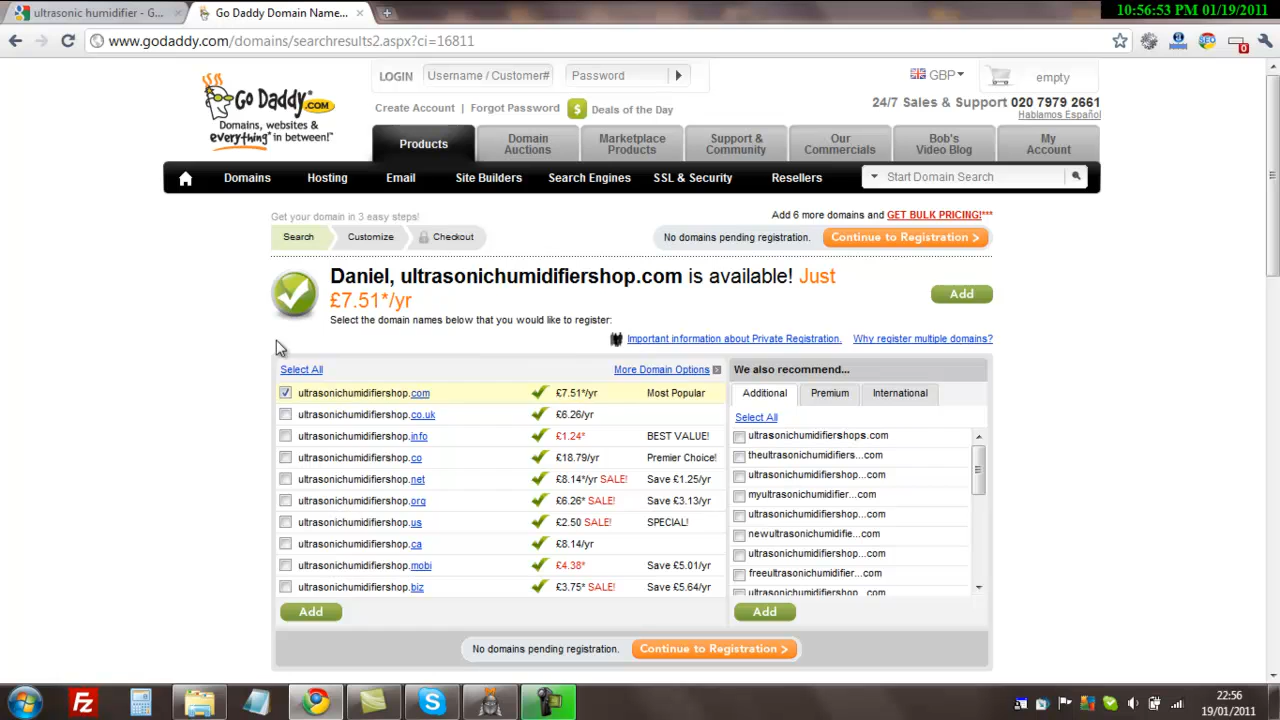 10:56:53 PM 01/19/2011
ultrasonic humidifier - G...
Go Daddy Domain Name...
www.godaddy.com/domains/searchresults2.aspx?ci=16811
LOGIN Username / Customer# Password
GBP
empty
Create Account | Forgot Password $ Deals of the Day
24/7 Sales & Support 020 7979 2661
Hablamos Español
Go Daddy.COM
Domains, websites &
everything* in between!™
Products
Domain Auctions
Marketplace Products
Support & Community
Our Commercials
Bob's Video Blog
My Account
Domains Hosting Email Site Builders Search Engines SSL & Security Resellers Start Domain Search
Get your domain in 3 easy steps!
Add 6 more domains and GET BULK PRICING!***
Search Customize Checkout
No domains pending registration. Continue to Registration >
Daniel, ultrasonichumidifiershop.com is available! Just
£7.51*/yr
Add
Select the domain names below that you would like to register:
Important information about Private Registration. Why register multiple domains?
Select All More Domain Options
ultrasonichumidifiershop.com £7.51*/yr Most Popular
ultrasonichumidifiershop.co.uk £6.26/yr
ultrasonichumidifiershop.info £1.24* BEST VALUE!
ultrasonichumidifiershop.co £18.79/yr Premier Choice!
ultrasonichumidifiershop.net £8.14*/yr SALE! Save £1.25/yr
ultrasonichumidifiershop.org £6.26* SALE! Save £3.13/yr
ultrasonichumidifiershop.us £2.50 SALE! SPECIAL!
ultrasonichumidifiershop.ca £8.14/yr
ultrasonichumidifiershop.mobi £4.38* Save £5.01/yr
ultrasonichumidifiershop.biz £3.75* SALE! Save £5.64/yr
Add
We also recommend...
Additional Premium International
Select All
ultrasonichumidifiershops.com
theultrasonichumidifiers...com
ultrasonichumidifiershop...com
myultrasonichumidifier...com
ultrasonichumidifiershop...com
newultrasonichumidifie...com
ultrasonichumidifiershop...com
freeultrasonichumidifier...com
ultrasonichumidifiershop...com
Add
No domains pending registration. Continue to Registration >
22:56
19/01/2011